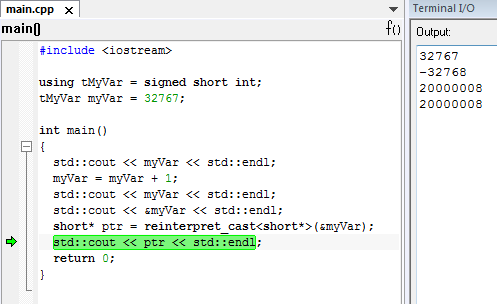 main.cpp
Terminal I/O
main()
f()
Output:
#include <iostream>
using tMyVar = signed short int;
tMyVar myVar = 32767;
int main()
{
std::cout << myVar << std::endl;
myVar = myVar + 1;
std::cout << myVar << std::endl;
std::cout << &myVar << std::endl;
short* ptr = reinterpret_cast<short*>(&myVar);
std::cout << ptr << std::endl;
return 0;
}
32767
-32768
20000008
20000008